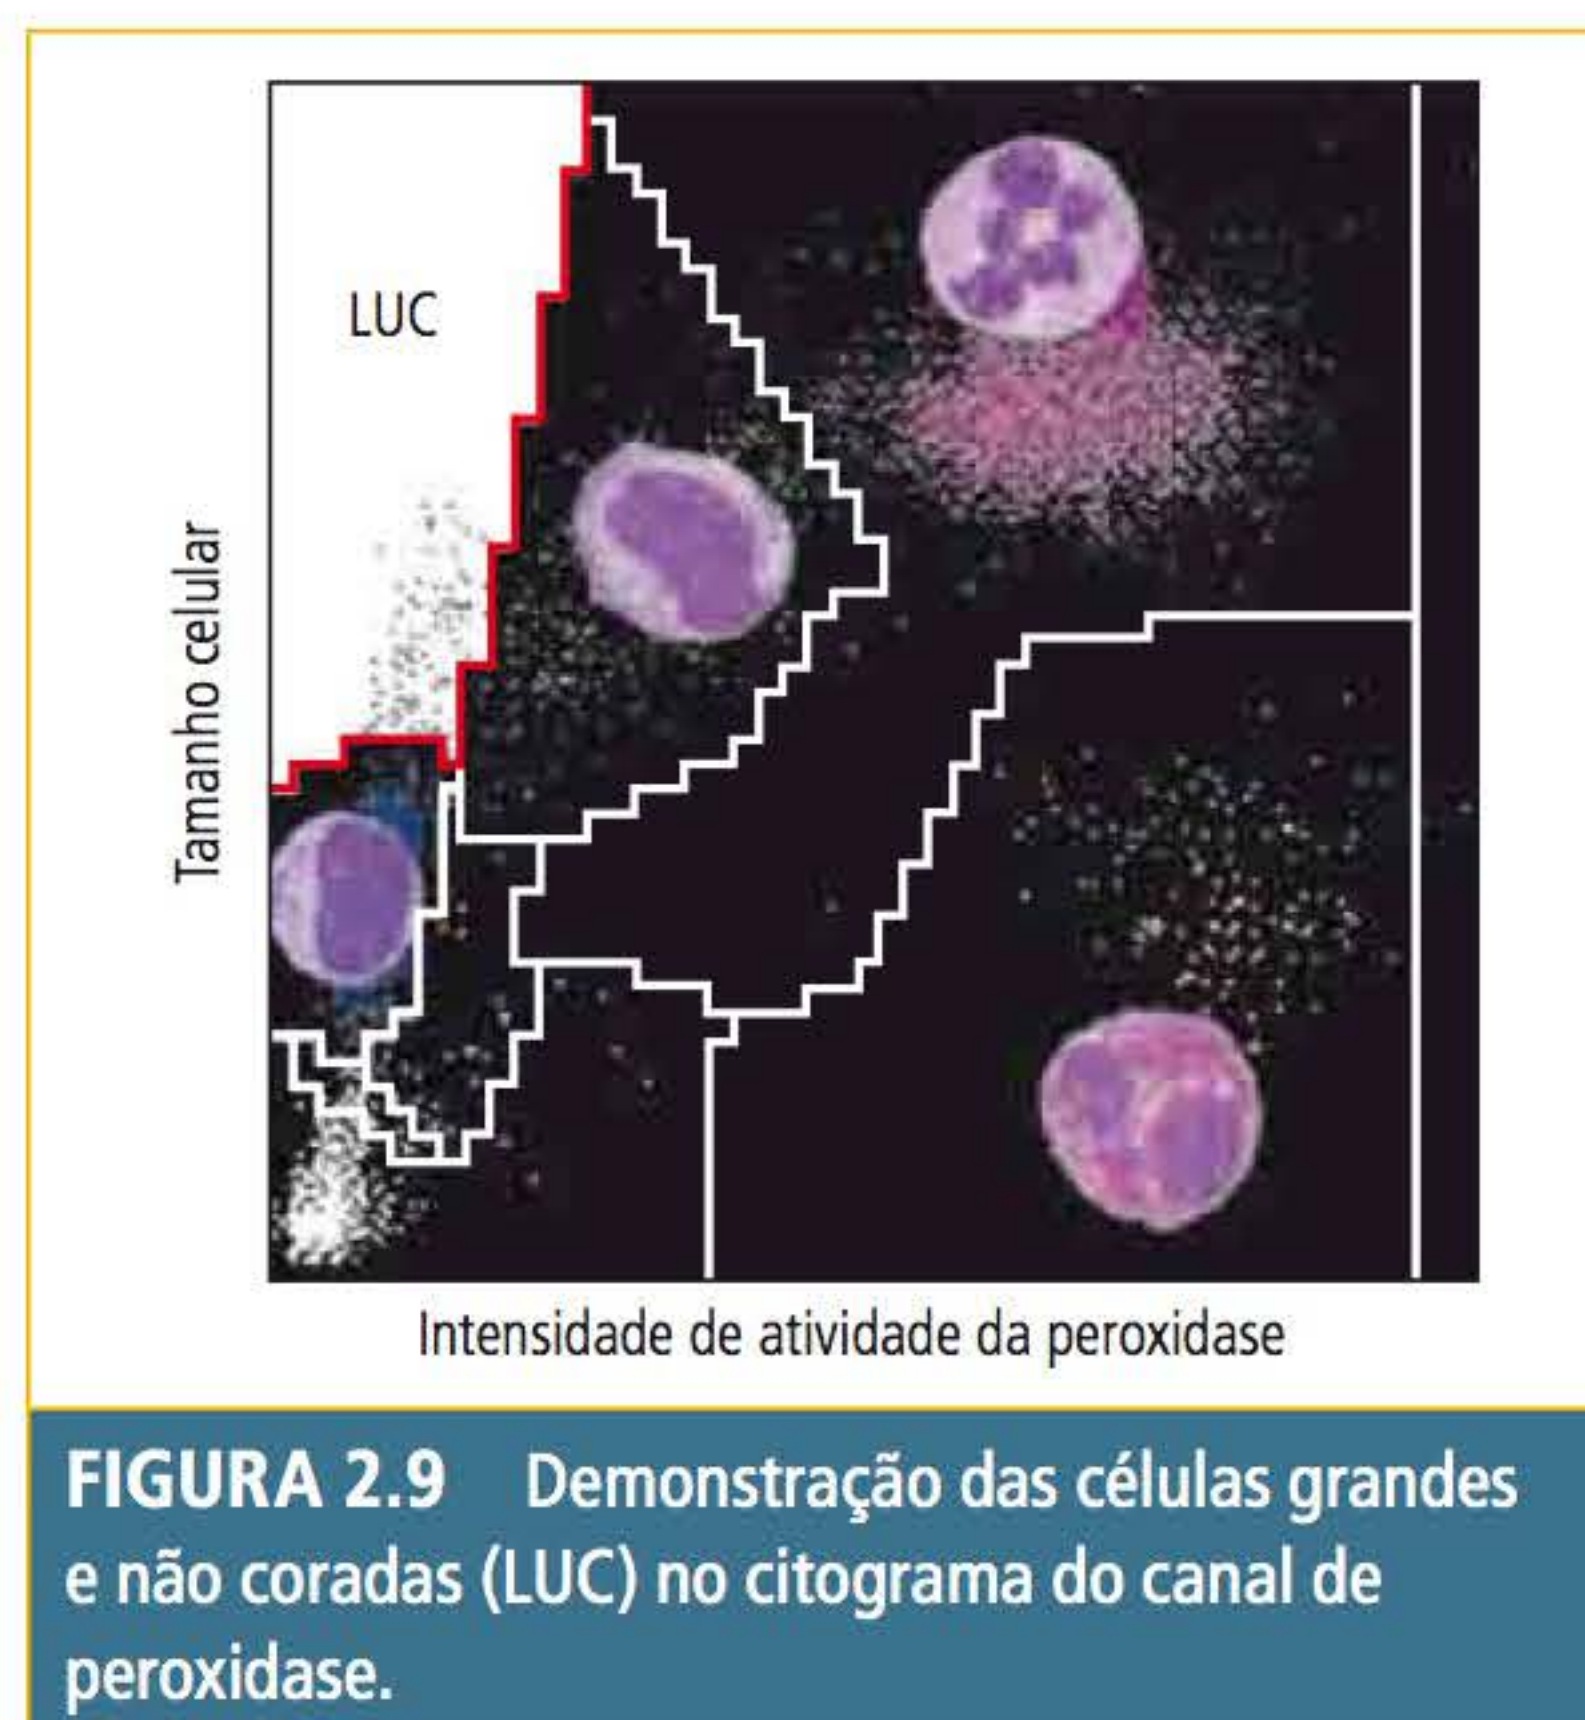 LUC
Tamanho celular
Intensidade de atividade da peroxidase
FIGURA 2.9 Demonstração das células grandes
e não coradas (LUC) no citograma do canal de
peroxidase.